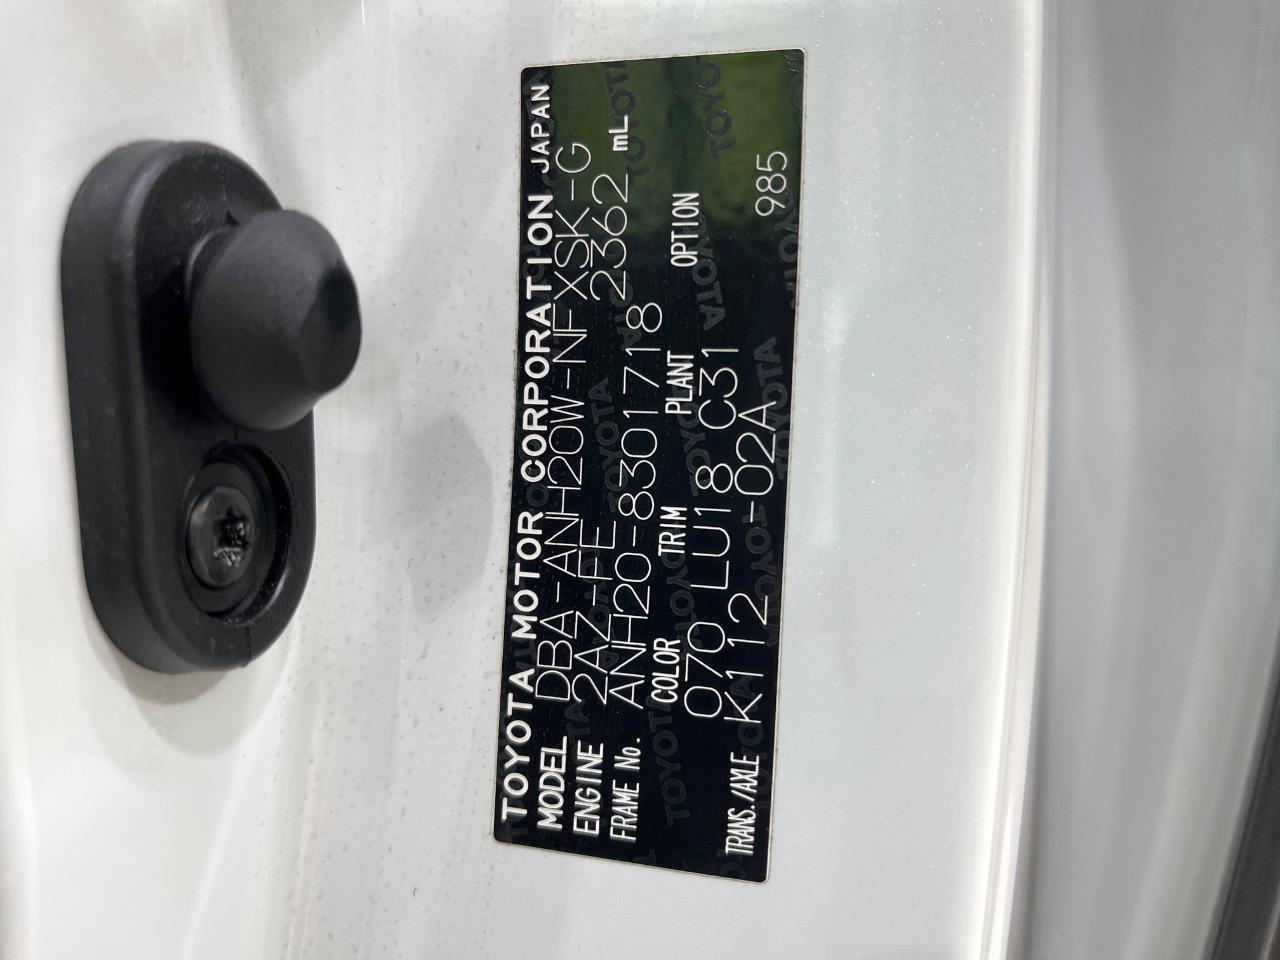 TOYOTA MOTOR CORPORATION JAPAN
MODEL DBA-ANH20W-NFXSK-G
ENGINE 2AZ-FE 2362 mL
FRAME No. ANH20-8301718
COLOR TRIM PLANT OPTION
070 LU18 C31
TRANS./AXLE K112 -02A 985